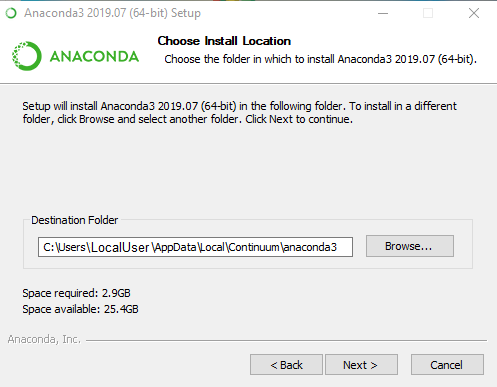 Anaconda3 2019.07 (64-bit) Setup
ANACONDA
Choose Install Location
Choose the folder in which to install Anaconda3 2019.07 (64-bit).
Setup will install Anaconda3 2019.07 (64-bit) in the following folder. To install in a different
folder, click Browse and select another folder. Click Next to continue.
Destination Folder
C:\Users\LocalUser\AppData\Local\Continuum\anaconda3
Browse...
Space required: 2.9GB
Space available: 25.4GB
Anaconda, Inc.
< Back
Next >
Cancel